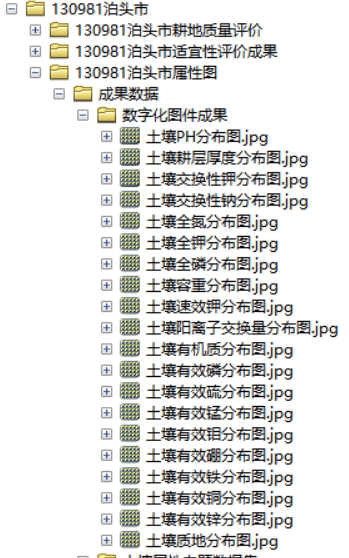 130981泊头市
130981泊头市耕地质量评价
130981泊头市适宜性评价成果
130981泊头市属性图
成果数据
数字化图件成果
土壤PH分布图.jpg
土壤耕层厚度分布图.jpg
土壤交换性钾分布图.jpg
土壤交换性钠分布图.jpg
土壤全氮分布图.jpg
土壤全钾分布图.jpg
土壤全磷分布图.jpg
土壤容重分布图.jpg
土壤速效钾分布图.jpg
土壤阳离子交换量分布图.jpg
土壤有机质分布图.jpg
土壤有效磷分布图.jpg
土壤有效硫分布图.jpg
土壤有效锰分布图.jpg
土壤有效钼分布图.jpg
土壤有效硼分布图.jpg
土壤有效铁分布图.jpg
土壤有效铜分布图.jpg
土壤有效锌分布图.jpg
土壤质地分布图.jpg